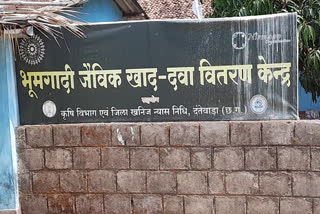 भूमगादी जैविक खाद-दवा वितरण केन्द्र
सहयोग
कृषि विभाग एवं जिला खनिज न्यास निधि, दंतेवाड़ा (छ.ग.)